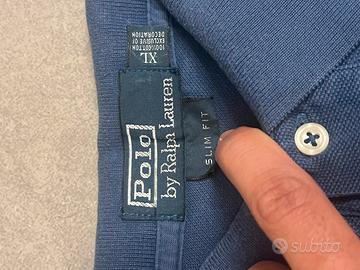 Polo
by Ralph Lauren
XL
100% COTTON
EXCLUSIVE OF
DECORATION
SLIM FIT
subito